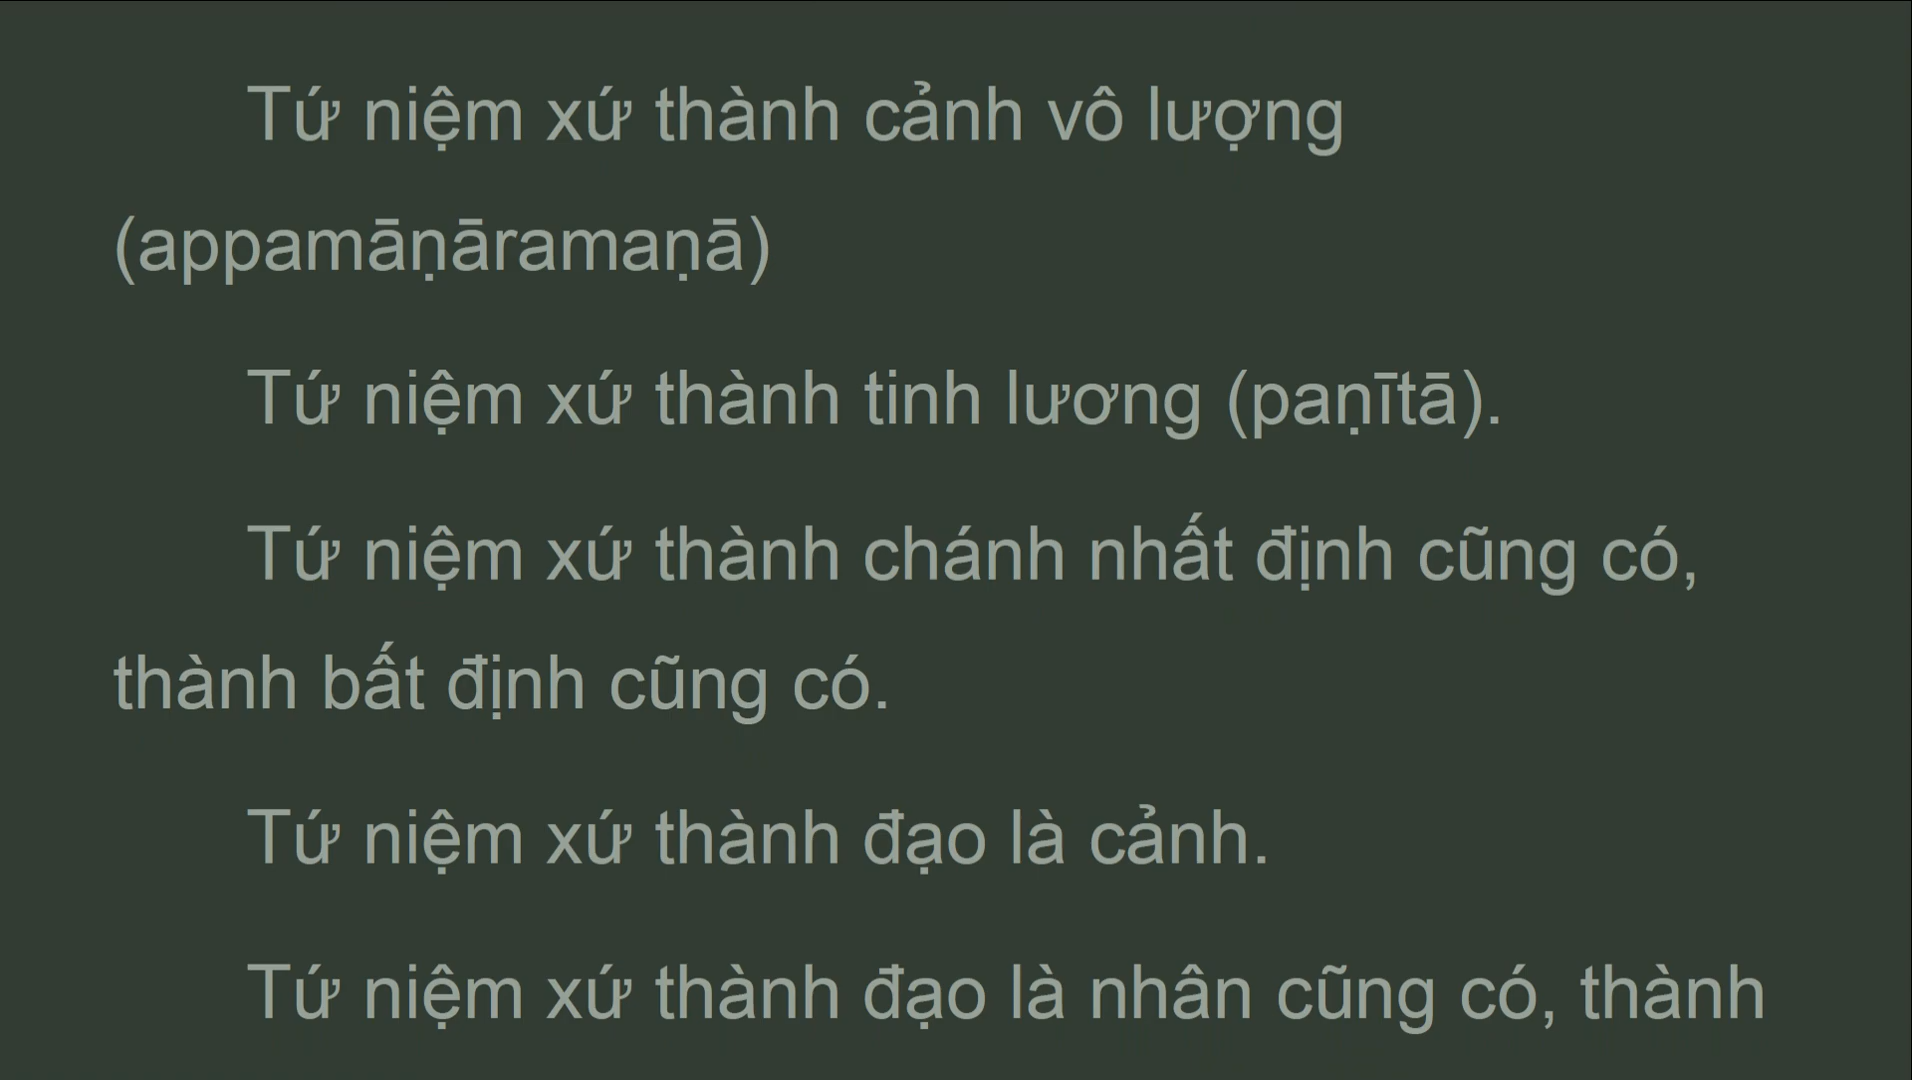 Tứ niệm xứ thành cảnh vô lượng
(appamāṇāramaṇā)
Tứ niệm xứ thành tinh lương (paṇītā).
Tứ niệm xứ thành chánh nhất định cũng có,
thành bất định cũng có.
Tứ niệm xứ thành đạo là cảnh.
Tứ niệm xứ thành đạo là nhân cũng có, thành